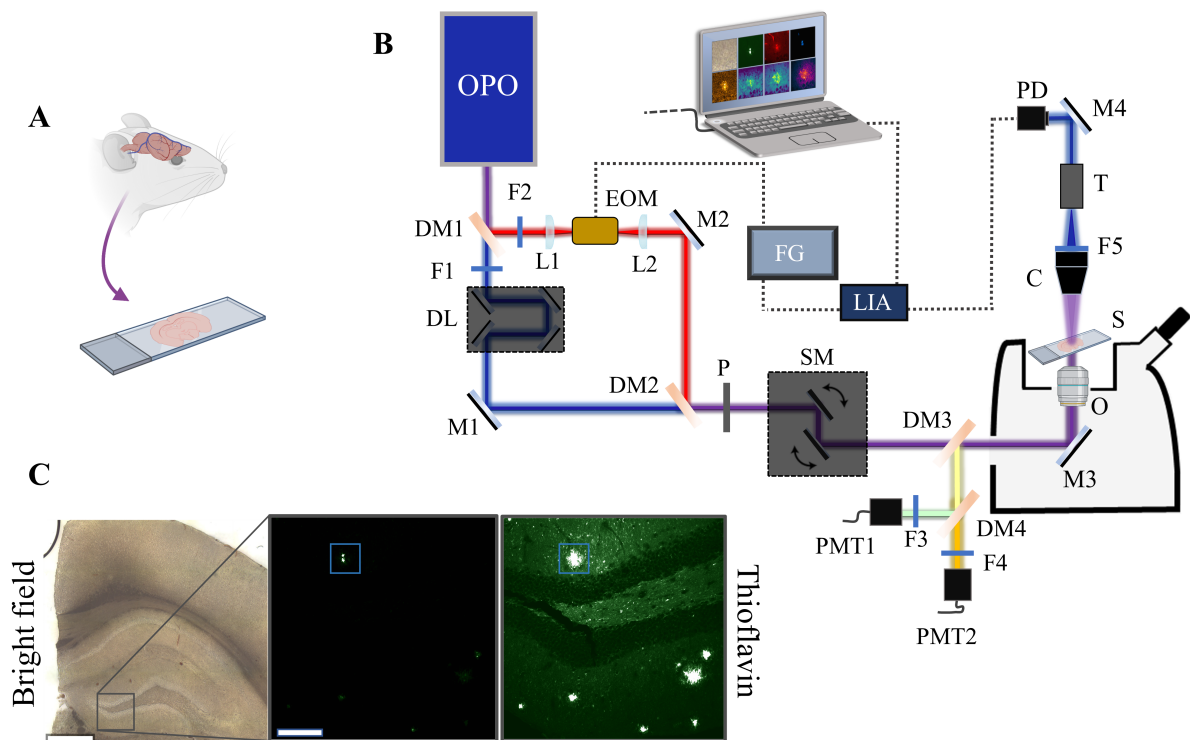 A
B
OPO
F2
EOM
DM1
L1
L2
M2
F1
DL
FG
LIA
PD
M4
T
F5
C
S
O
M1
DM2
P
SM
DM3
M3
PMT1
F3
DM4
F4
PMT2
C
Bright field
Thioflavin